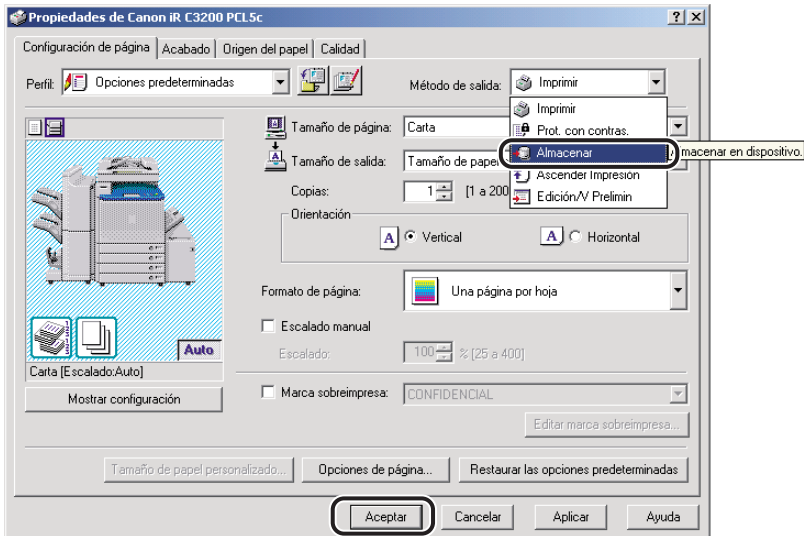 Propiedades de Canon iR C3200 PCL5c
Configuración de página Acabado Origen del papel Calidad
Perfil: Opciones predeterminadas Método de salida: Imprimir
Imprimir
Prot. con contras.
Almacenar macenar en dispositivo.
Ascender Impresión
Edición/V Prelimin
Tamaño de página: Carta
Tamaño de salida: Tamaño de papel
Copias: 1 [1 a 200
Orientación
A Vertical A Horizontal
Formato de página: Una página por hoja
Escalado manual
Escalado: 100 % [25 a 400]
Auto
Carta [Escalado:Auto]
Mostrar configuración
Marca sobreimpresa: CONFIDENCIAL
Editar marca sobreimpresa...
Tamaño de papel personalizado... Opciones de página... Restaurar las opciones predeterminadas
Aceptar Cancelar Aplicar Ayuda